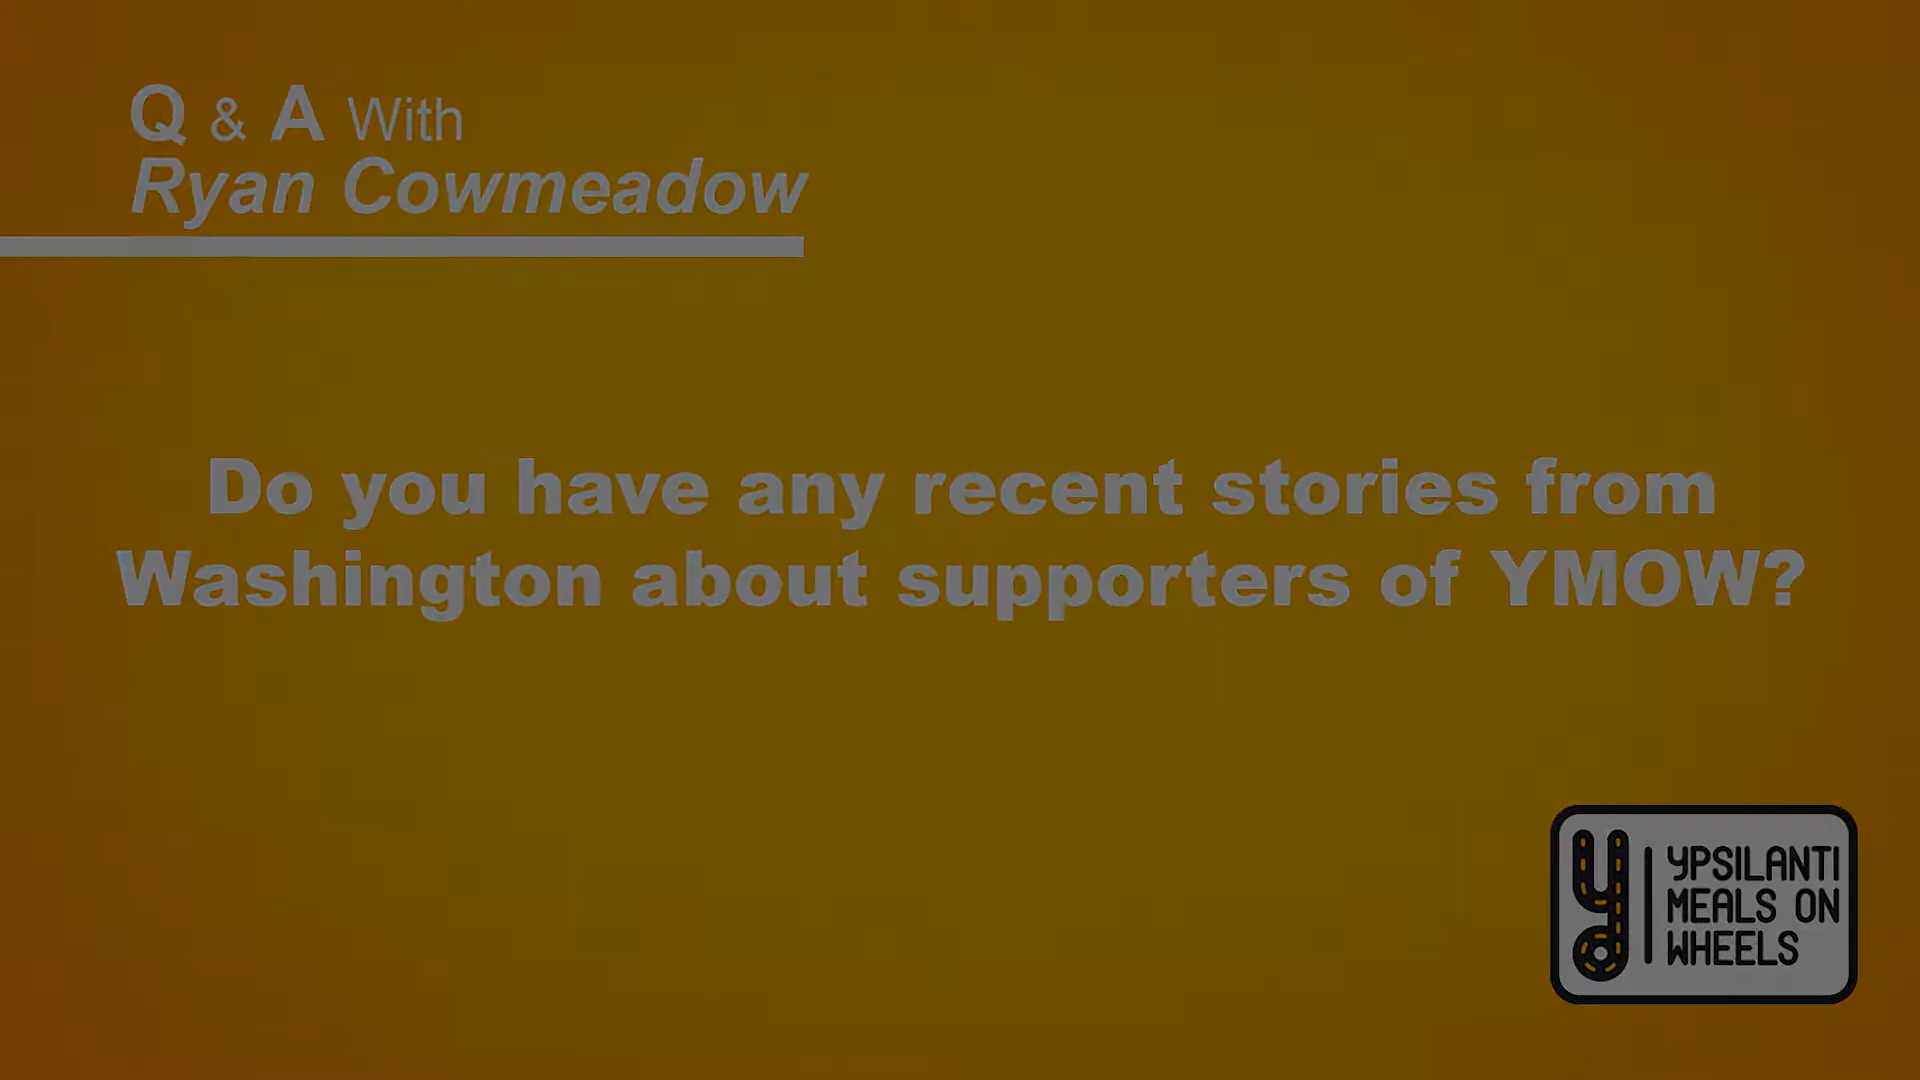 Q & A With
Ryan Cowmeadow
Do you have any recent stories from
Washington about supporters of YMOW?
YPSILANTI
MEALS ON
WHEELS